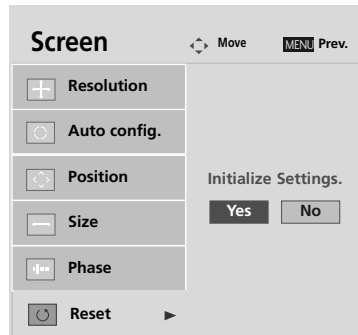 Screen Move MENU Prev.
Resolution
Auto config.
Position
Size
Phase
Reset
Initialize Settings.
Yes No